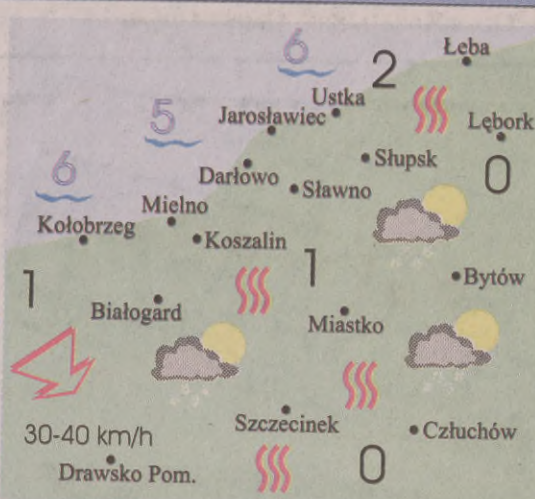 6
Łeba
2
Ustka
5
Jarosławiec
Lębork
Słupsk
0
6
Darłowo
Sławno
Mielno
Kołobrzeg
Koszalin
1
1
Bytów
Białogard
Miastko
Szczecinek
30-40 km/h
Człuchów
Drawsko Pom.
0